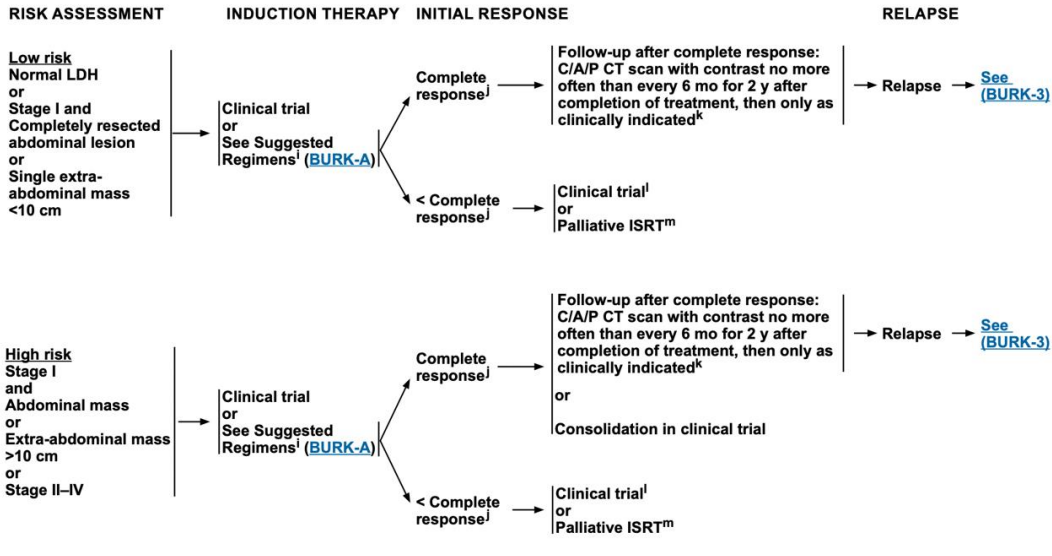 RISK ASSESSMENT
INDUCTION THERAPY
INITIAL RESPONSE
RELAPSE
Low risk
Normal LDH
or
Stage I and
Completely resected
abdominal lesion
or
Single extra-
abdominal mass
<10 cm
Clinical trial
or
See Suggested
Regimensⁱ (BURK-A)
Complete
responseʲ
Follow-up after complete response:
C/A/P CT scan with contrast no more
often than every 6 mo for 2 y after
completion of treatment, then only as
clinically indicatedᵏ
Relapse
See
(BURK-3)
< Complete
responseʲ
Clinical trialˡ
or
Palliative ISRTᵐ
High risk
Stage I
and
Abdominal mass
or
Extra-abdominal mass
>10 cm
or
Stage II–IV
Clinical trial
or
See Suggested
Regimensⁱ (BURK-A)
Complete
responseʲ
Follow-up after complete response:
C/A/P CT scan with contrast no more
often than every 6 mo for 2 y after
completion of treatment, then only as
clinically indicatedᵏ
or
Consolidation in clinical trial
Relapse
See
(BURK-3)
< Complete
responseʲ
Clinical trialˡ
or
Palliative ISRTᵐ